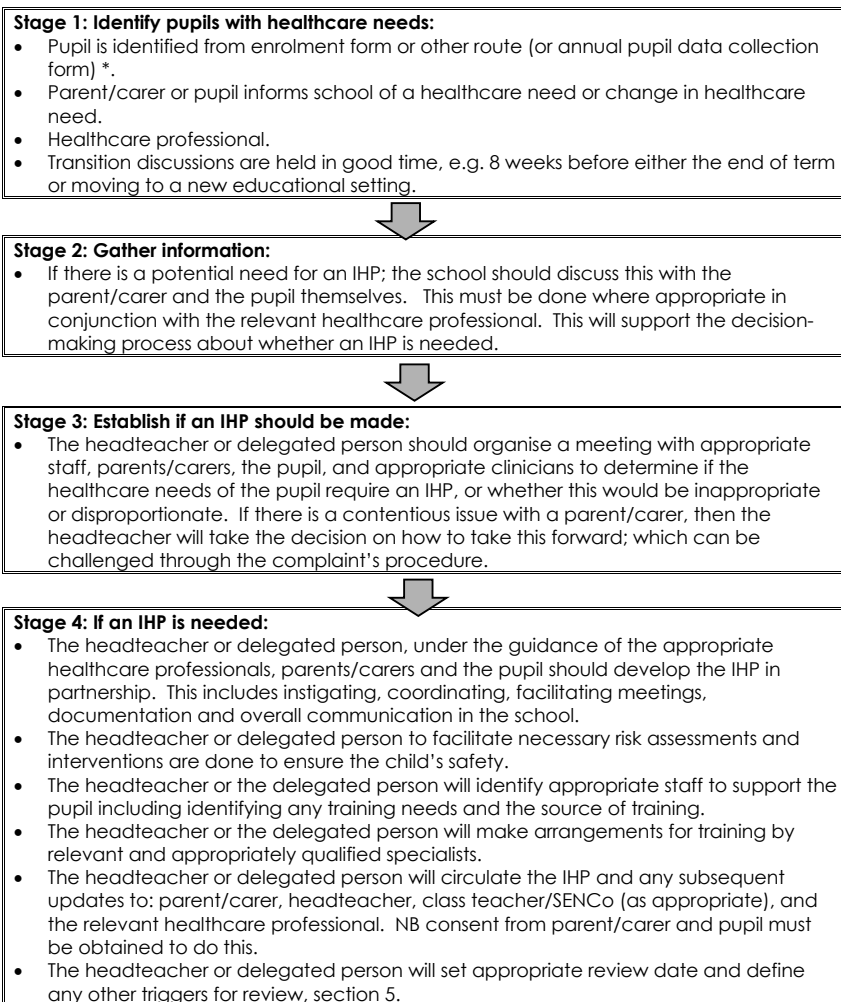 Stage 1: Identify pupils with healthcare needs:
• Pupil is identified from enrolment form or other route (or annual pupil data collection
form) *.
• Parent/carer or pupil informs school of a healthcare need or change in healthcare
need.
• Healthcare professional.
• Transition discussions are held in good time, e.g. 8 weeks before either the end of term
or moving to a new educational setting.
Stage 2: Gather information:
• If there is a potential need for an IHP; the school should discuss this with the
parent/carer and the pupil themselves.   This must be done where appropriate in
conjunction with the relevant healthcare professional.  This will support the decision-
making process about whether an IHP is needed.
Stage 3: Establish if an IHP should be made:
• The headteacher or delegated person should organise a meeting with appropriate
staff, parents/carers, the pupil, and appropriate clinicians to determine if the
healthcare needs of the pupil require an IHP, or whether this would be inappropriate
or disproportionate.  If there is a contentious issue with a parent/carer, then the
headteacher will take the decision on how to take this forward; which can be
challenged through the complaint’s procedure.
Stage 4: If an IHP is needed:
• The headteacher or delegated person, under the guidance of the appropriate
healthcare professionals, parents/carers and the pupil should develop the IHP in
partnership.  This includes instigating, coordinating, facilitating meetings,
documentation and overall communication in the school.
• The headteacher or delegated person to facilitate necessary risk assessments and
interventions are done to ensure the child’s safety.
• The headteacher or the delegated person will identify appropriate staff to support the
pupil including identifying any training needs and the source of training.
• The headteacher or the delegated person will make arrangements for training by
relevant and appropriately qualified specialists.
• The headteacher or delegated person will circulate the IHP and any subsequent
updates to: parent/carer, headteacher, class teacher/SENCo (as appropriate), and
the relevant healthcare professional.  NB consent from parent/carer and pupil must
be obtained to do this.
• The headteacher or delegated person will set appropriate review date and define
any other triggers for review, section 5.